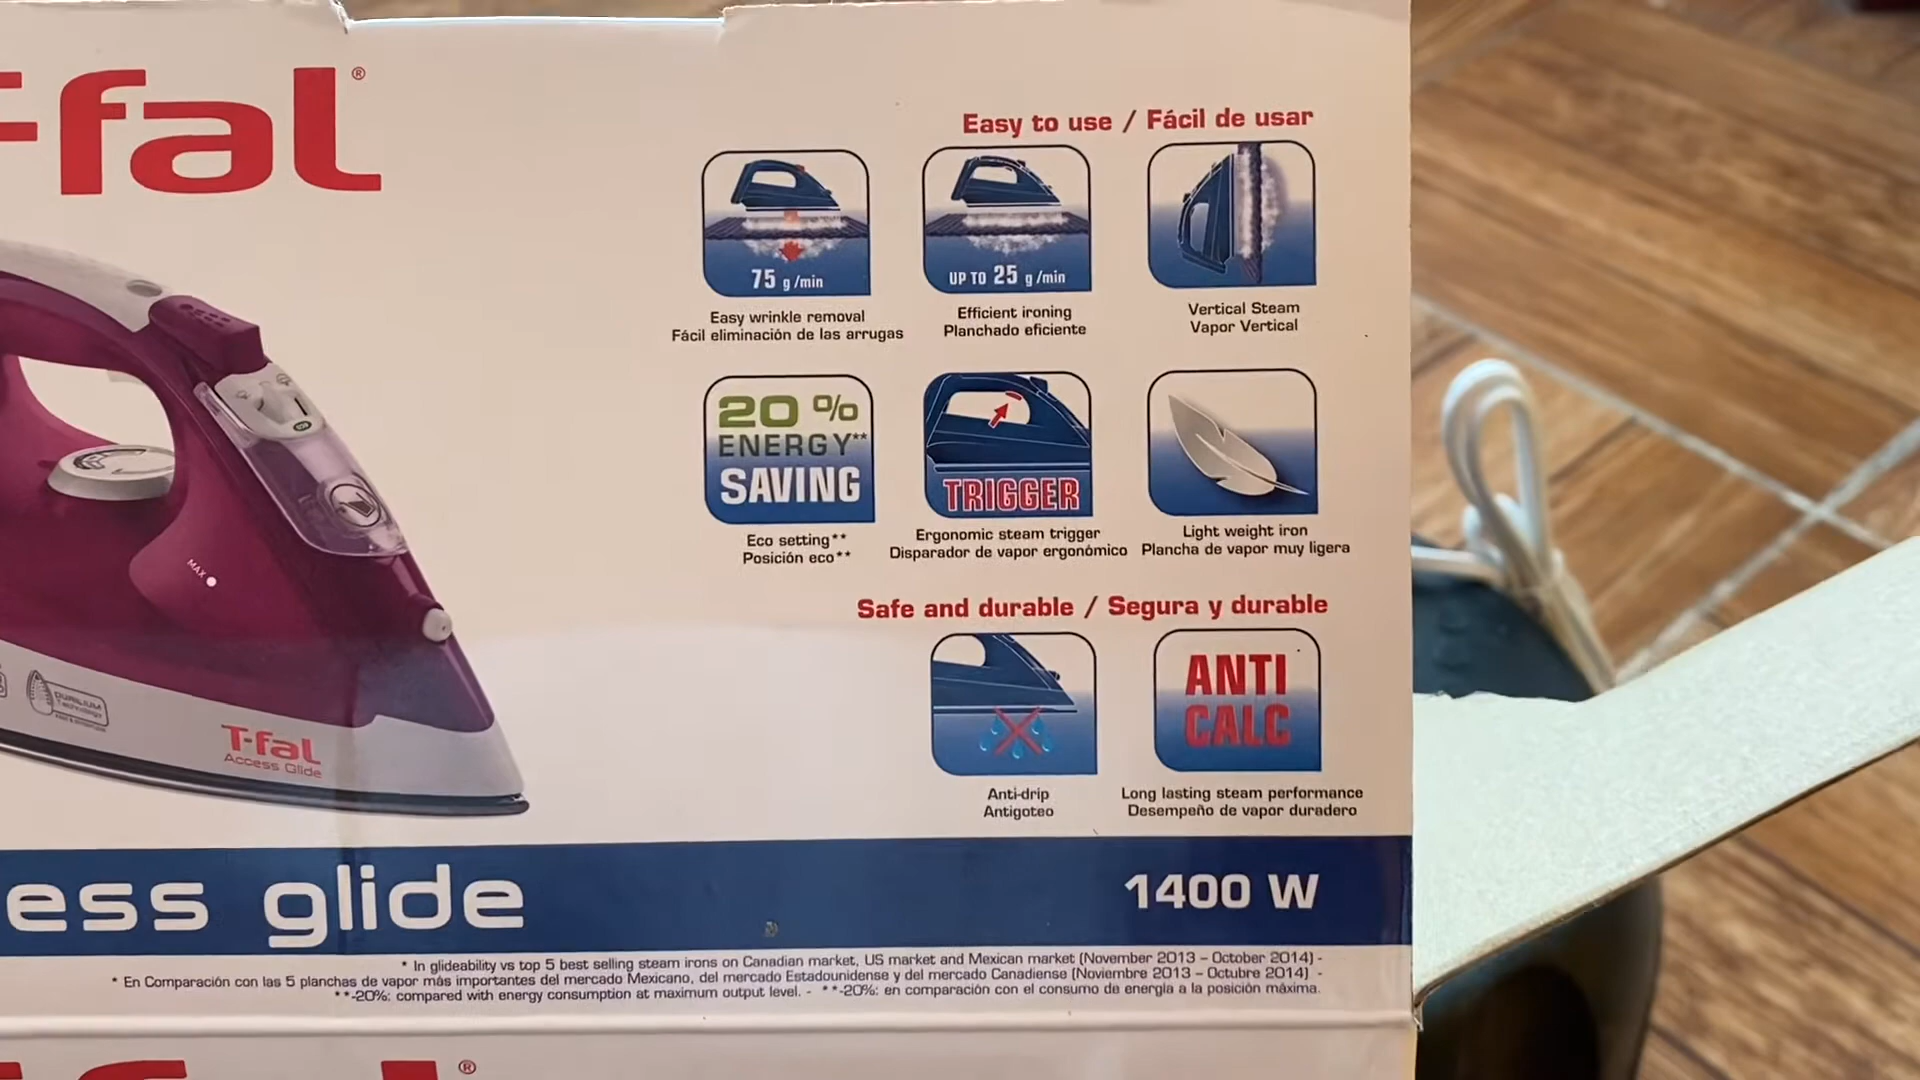 T-fal®
Easy to use / Fácil de usar
75 g/min
UP TO 25 g/min
Easy wrinkle removal
Fácil eliminación de las arrugas
Efficient ironing
Planchado eficiente
Vertical Steam
Vapor Vertical
20%
ENERGY**
SAVING
TRIGGER
Eco setting**
Posición eco**
Ergonomic steam trigger
Disparador de vapor ergonómico
Light weight iron
Plancha de vapor muy ligera
MAX
DURILIUM
Technology
T-fal
Access Glide
Safe and durable / Segura y durable
ANTI
CALC
Anti-drip
Antigoteo
Long lasting steam performance
Desempeño de vapor duradero
ess glide
1400 W
* In glideability vs top 5 best selling steam irons on Canadian market, US market and Mexican market (November 2013 – October 2014) -
* En Comparación con las 5 planchas de vapor más importantes del mercado Mexicano, del mercado Estadounidense y del mercado Canadiense (Noviembre 2013 – Octubre 2014) -
**-20%: compared with energy consumption at maximum output level. - **-20%: en comparación con el consumo de energía a la posición máxima.
®